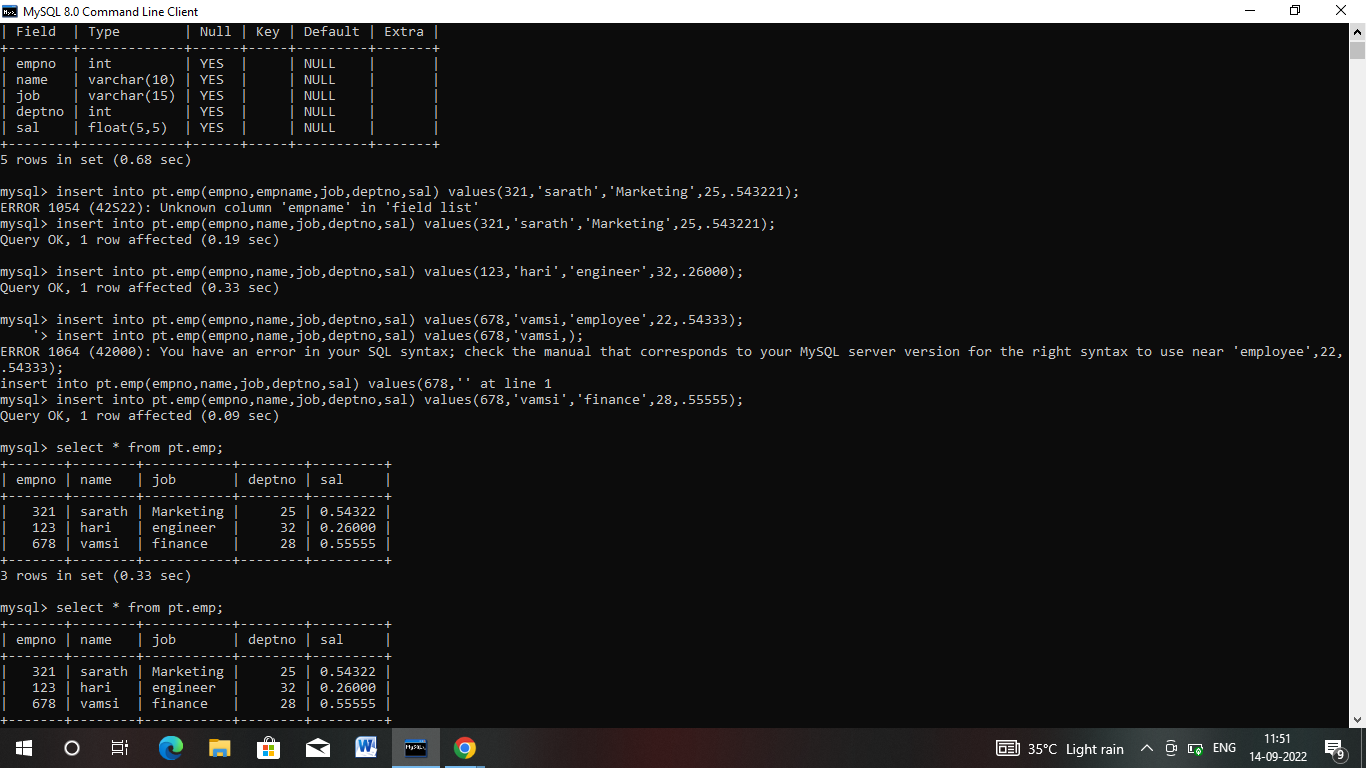 MySQL 8.0 Command Line Client
| Field  | Type         | Null | Key | Default | Extra |
+--------+-------------+------+-----+---------+-------+
| empno  | int         | YES  |     | NULL    |       |
| name   | varchar(10) | YES  |     | NULL    |       |
| job    | varchar(15) | YES  |     | NULL    |       |
| deptno | int         | YES  |     | NULL    |       |
| sal    | float(5,5)  | YES  |     | NULL    |       |
+--------+-------------+------+-----+---------+-------+
5 rows in set (0.68 sec)
mysql> insert into pt.emp(empno,empname,job,deptno,sal) values(321,'sarath','Marketing',25,.543221);
ERROR 1054 (42S22): Unknown column 'empname' in 'field list'
mysql> insert into pt.emp(empno,name,job,deptno,sal) values(321,'sarath','Marketing',25,.543221);
Query OK, 1 row affected (0.19 sec)
mysql> insert into pt.emp(empno,name,job,deptno,sal) values(123,'hari','engineer',32,.26000);
Query OK, 1 row affected (0.33 sec)
mysql> insert into pt.emp(empno,name,job,deptno,sal) values(678,'vamsi,'employee',22,.54333);
    '> insert into pt.emp(empno,name,job,deptno,sal) values(678,'vamsi,);
ERROR 1064 (42000): You have an error in your SQL syntax; check the manual that corresponds to your MySQL server version for the right syntax to use near 'employee',22,
.54333);
insert into pt.emp(empno,name,job,deptno,sal) values(678,'' at line 1
mysql> insert into pt.emp(empno,name,job,deptno,sal) values(678,'vamsi','finance',28,.55555);
Query OK, 1 row affected (0.09 sec)
mysql> select * from pt.emp;
+-------+--------+-----------+--------+---------+
| empno | name   | job       | deptno | sal     |
+-------+--------+-----------+--------+---------+
|   321 | sarath | Marketing |     25 | 0.54322 |
|   123 | hari   | engineer  |     32 | 0.26000 |
|   678 | vamsi  | finance   |     28 | 0.55555 |
+-------+--------+-----------+--------+---------+
3 rows in set (0.33 sec)
mysql> select * from pt.emp;
+-------+--------+-----------+--------+---------+
| empno | name   | job       | deptno | sal     |
+-------+--------+-----------+--------+---------+
|   321 | sarath | Marketing |     25 | 0.54322 |
|   123 | hari   | engineer  |     32 | 0.26000 |
|   678 | vamsi  | finance   |     28 | 0.55555 |
+-------+--------+-----------+--------+---------+
35°C Light rain
ENG
11:51
14-09-2022
9